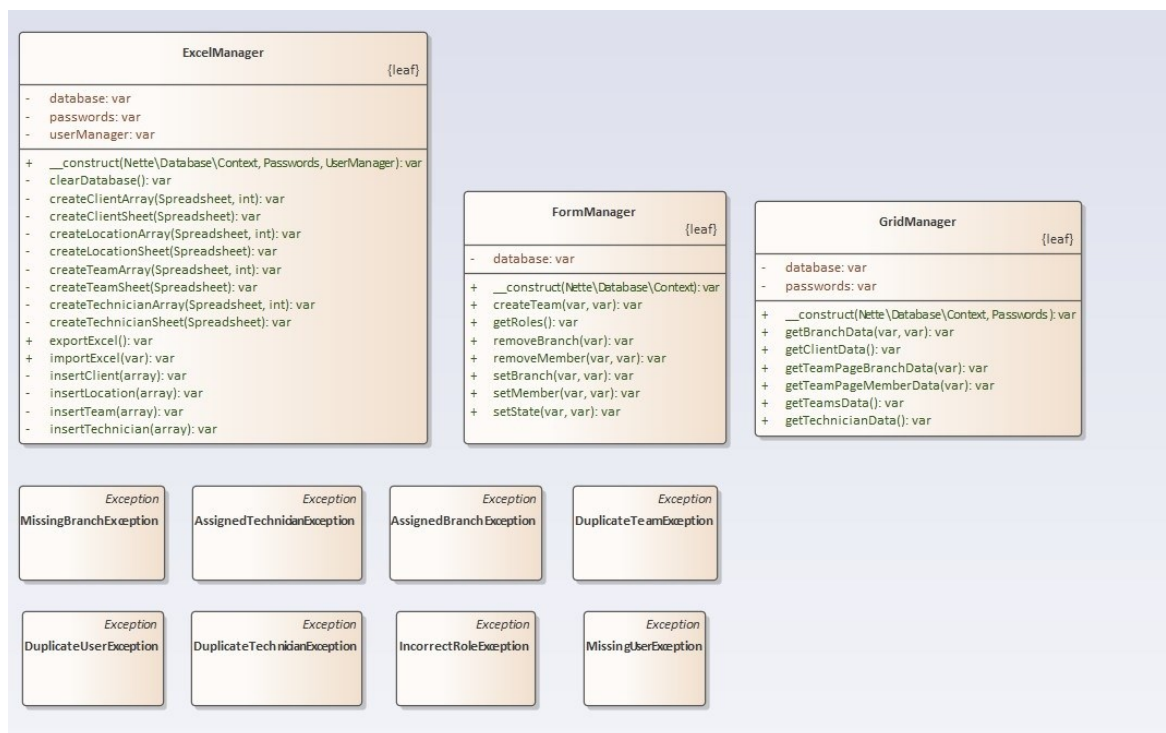 ExcelManager
{leaf}
- database: var
- passwords: var
- userManager: var
+ __construct(Nette\Database\Context, Passwords, UserManager): var
- clearDatabase(): var
- createClientArray(Spreadsheet, int): var
- createClientSheet(Spreadsheet): var
- createLocationArray(Spreadsheet, int): var
- createLocationSheet(Spreadsheet): var
- createTeamArray(Spreadsheet, int): var
- createTeamSheet(Spreadsheet): var
- createTechnicianArray(Spreadsheet, int): var
- createTechnicianSheet(Spreadsheet): var
+ exportExcel(): var
+ importExcel(var): var
- insertClient(array): var
- insertLocation(array): var
- insertTeam(array): var
- insertTechnician(array): var
FormManager
{leaf}
- database: var
+ __construct(Nette\Database\Context): var
+ createTeam(var, var): var
+ getRoles(): var
+ removeBranch(var): var
+ removeMember(var, var): var
+ setBranch(var, var): var
+ setMember(var, var): var
+ setState(var, var): var
GridManager
{leaf}
- database: var
- passwords: var
+ __construct(Nette\Database\Context, Passwords): var
+ getBranchData(var, var): var
+ getClientData(): var
+ getTeamPageBranchData(var): var
+ getTeamPageMemberData(var): var
+ getTeamsData(): var
+ getTechnicianData(): var
Exception
MissingBranchException
Exception
AssignedTechnicianException
Exception
AssignedBranchException
Exception
DuplicateTeamException
Exception
DuplicateUserException
Exception
DuplicateTechnicianException
Exception
IncorrectRoleException
Exception
MissingUserException